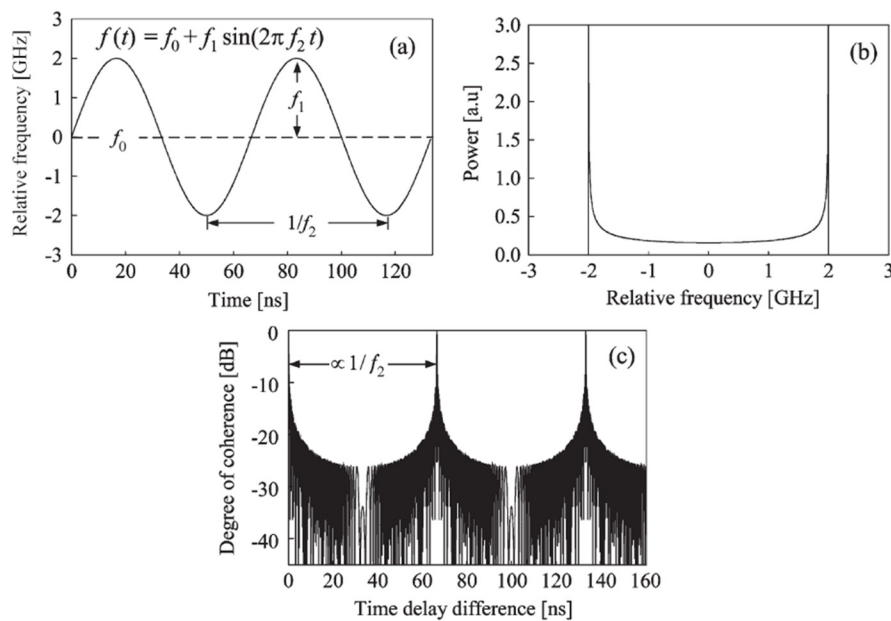 f(t) = f₀ + f₁ sin(2π f₂ t)
(a)
Relative frequency [GHz]
3
2
1
0
-1
-2
-3
f₀
f₁
1/f₂
0 20 40 60 80 100 120
Time [ns]
(b)
Power [a.u]
3.0
2.5
2.0
1.5
1.0
0.5
0.0
-3 -2 -1 0 1 2 3
Relative frequency [GHz]
(c)
Degree of coherence [dB]
0
-10
-20
-30
-40
∝ 1/f₂
0 20 40 60 80 100 120 140 160
Time delay difference [ns]